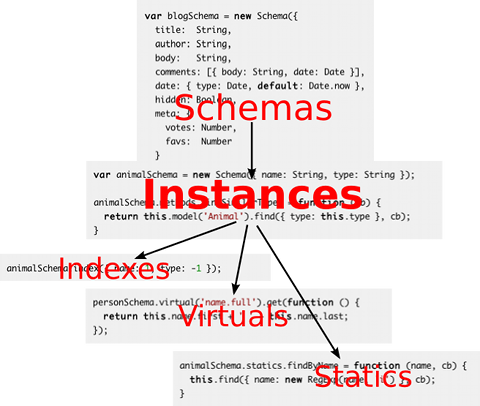 var blogSchema = new Schema({
title: String,
author: String,
body: String,
comments: [{ body: String, date: Date }],
date: { type: Date, default: Date.now },
hidden: Boolean,
Schemas
meta: {
votes: Number,
favs: Number
}
var animalSchema = new Schema({ name: String, type: String });
Instances
animalSchema.methods. = function (cb) {
return this.model('Animal').find({ type: this.type }, cb);
}
animalSchema.index({ name: type: -1 });
Indexes
personSchema.virtual('name.full').get(function () {
return this.name.first + this.name.last;
Virtuals
});
animalSchema.statics.findByName = function (name, cb) {
this.find({ name: new RegExp(name, 'i') }, cb);
Statics
}